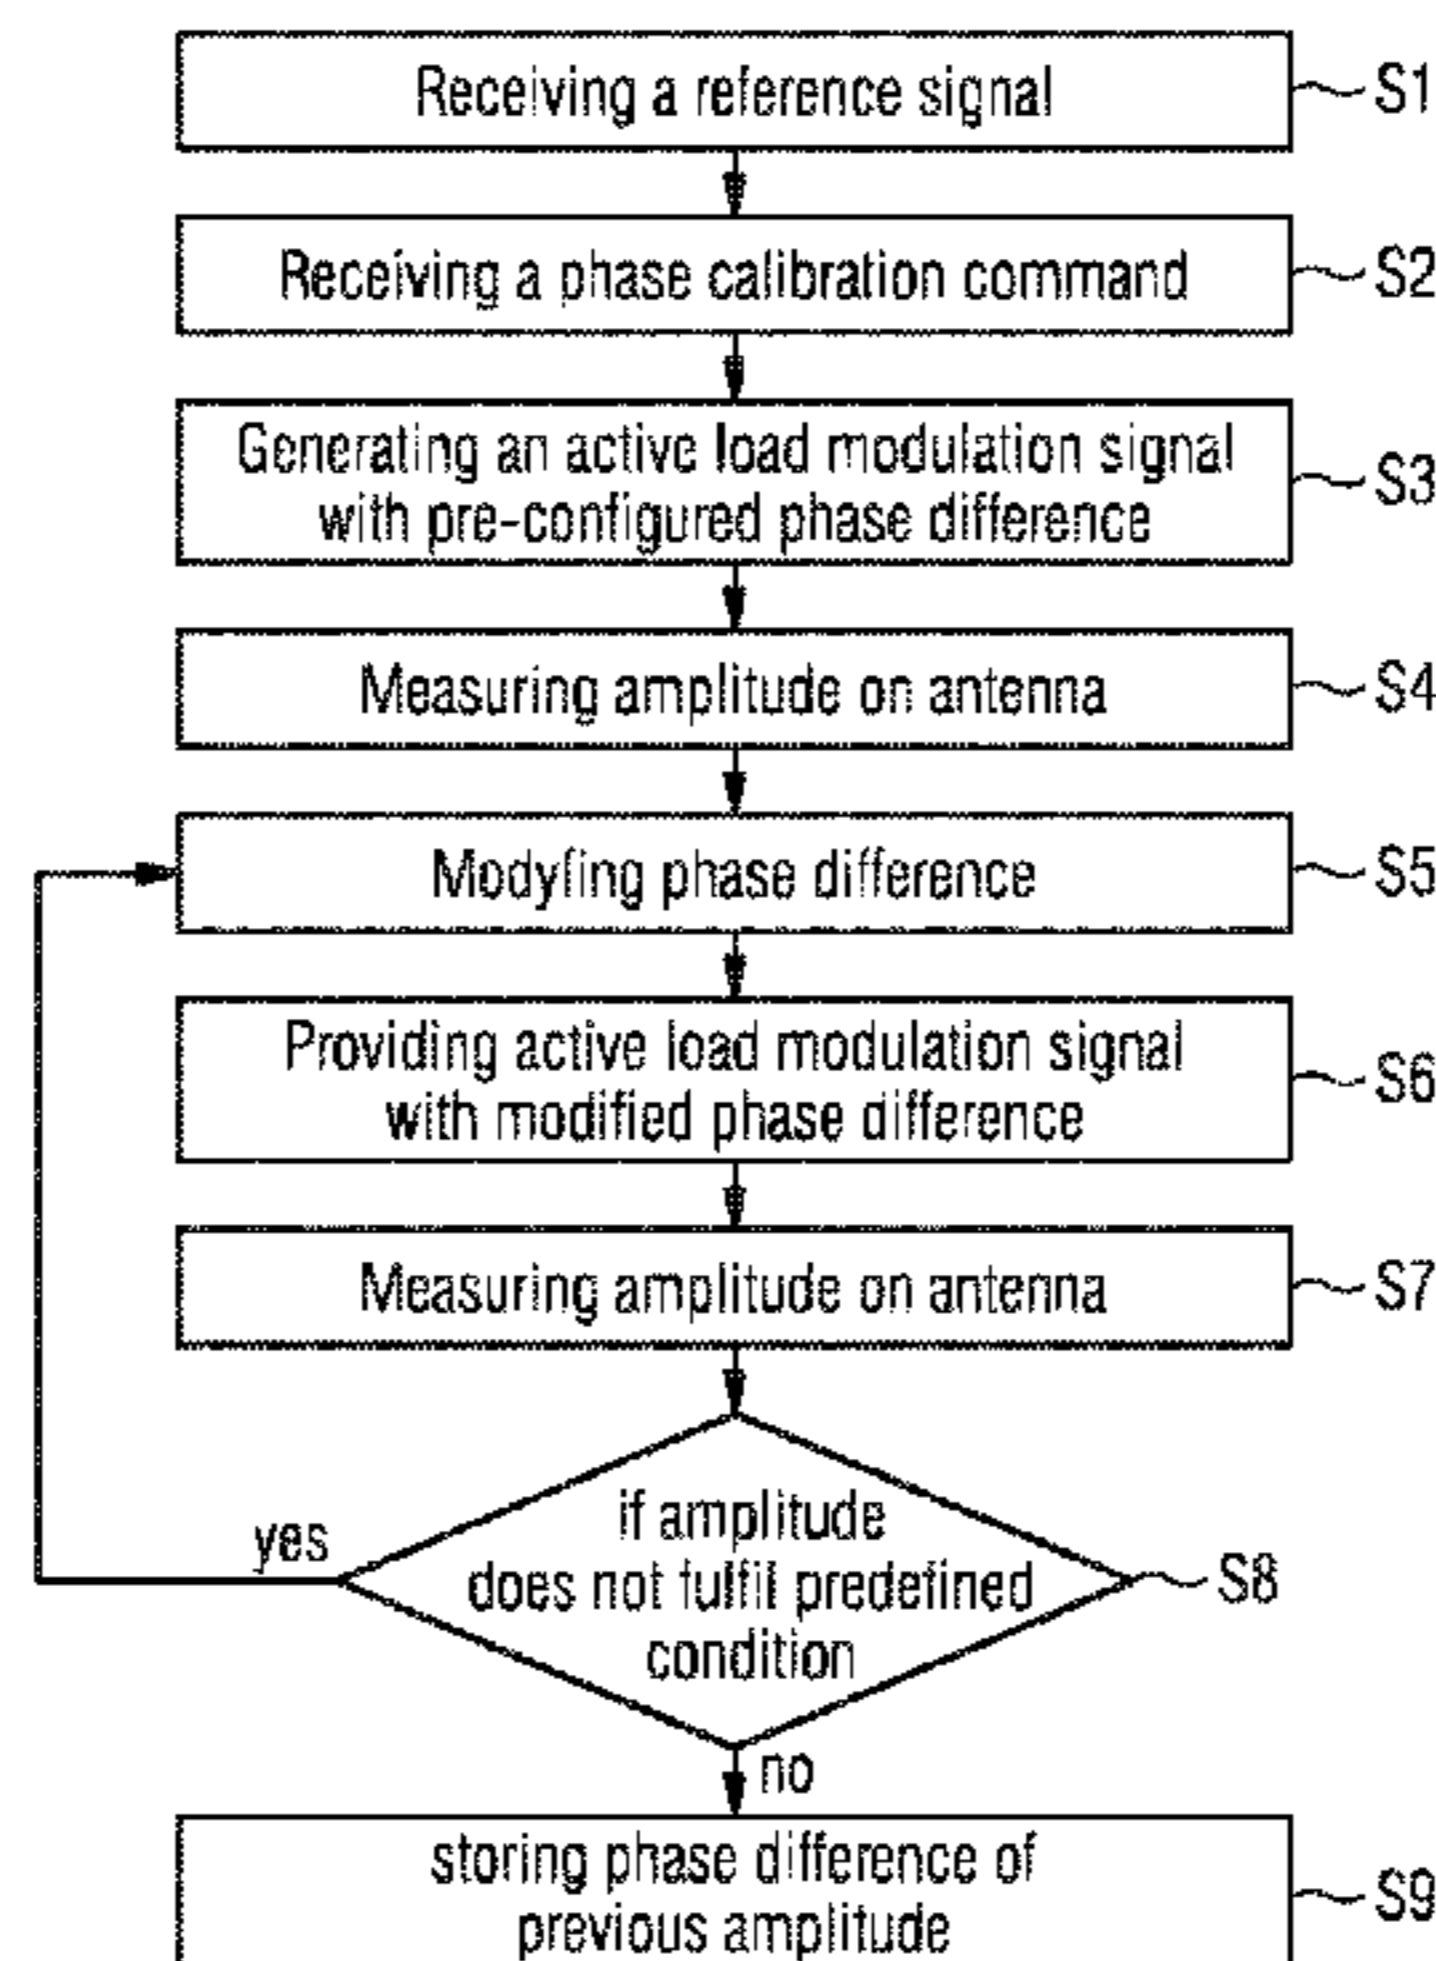 Receiving a reference signal
S1
Receiving a phase calibration command
S2
Generating an active load modulation signal
with pre-configured phase difference
S3
Measuring amplitude on antenna
S4
Modyfing phase difference
S5
Providing active load modulation signal
with modified phase difference
S6
Measuring amplitude on antenna
S7
if amplitude
does not fulfil predefined
condition
S8
yes
no
storing phase difference of
previous amplitude
S9